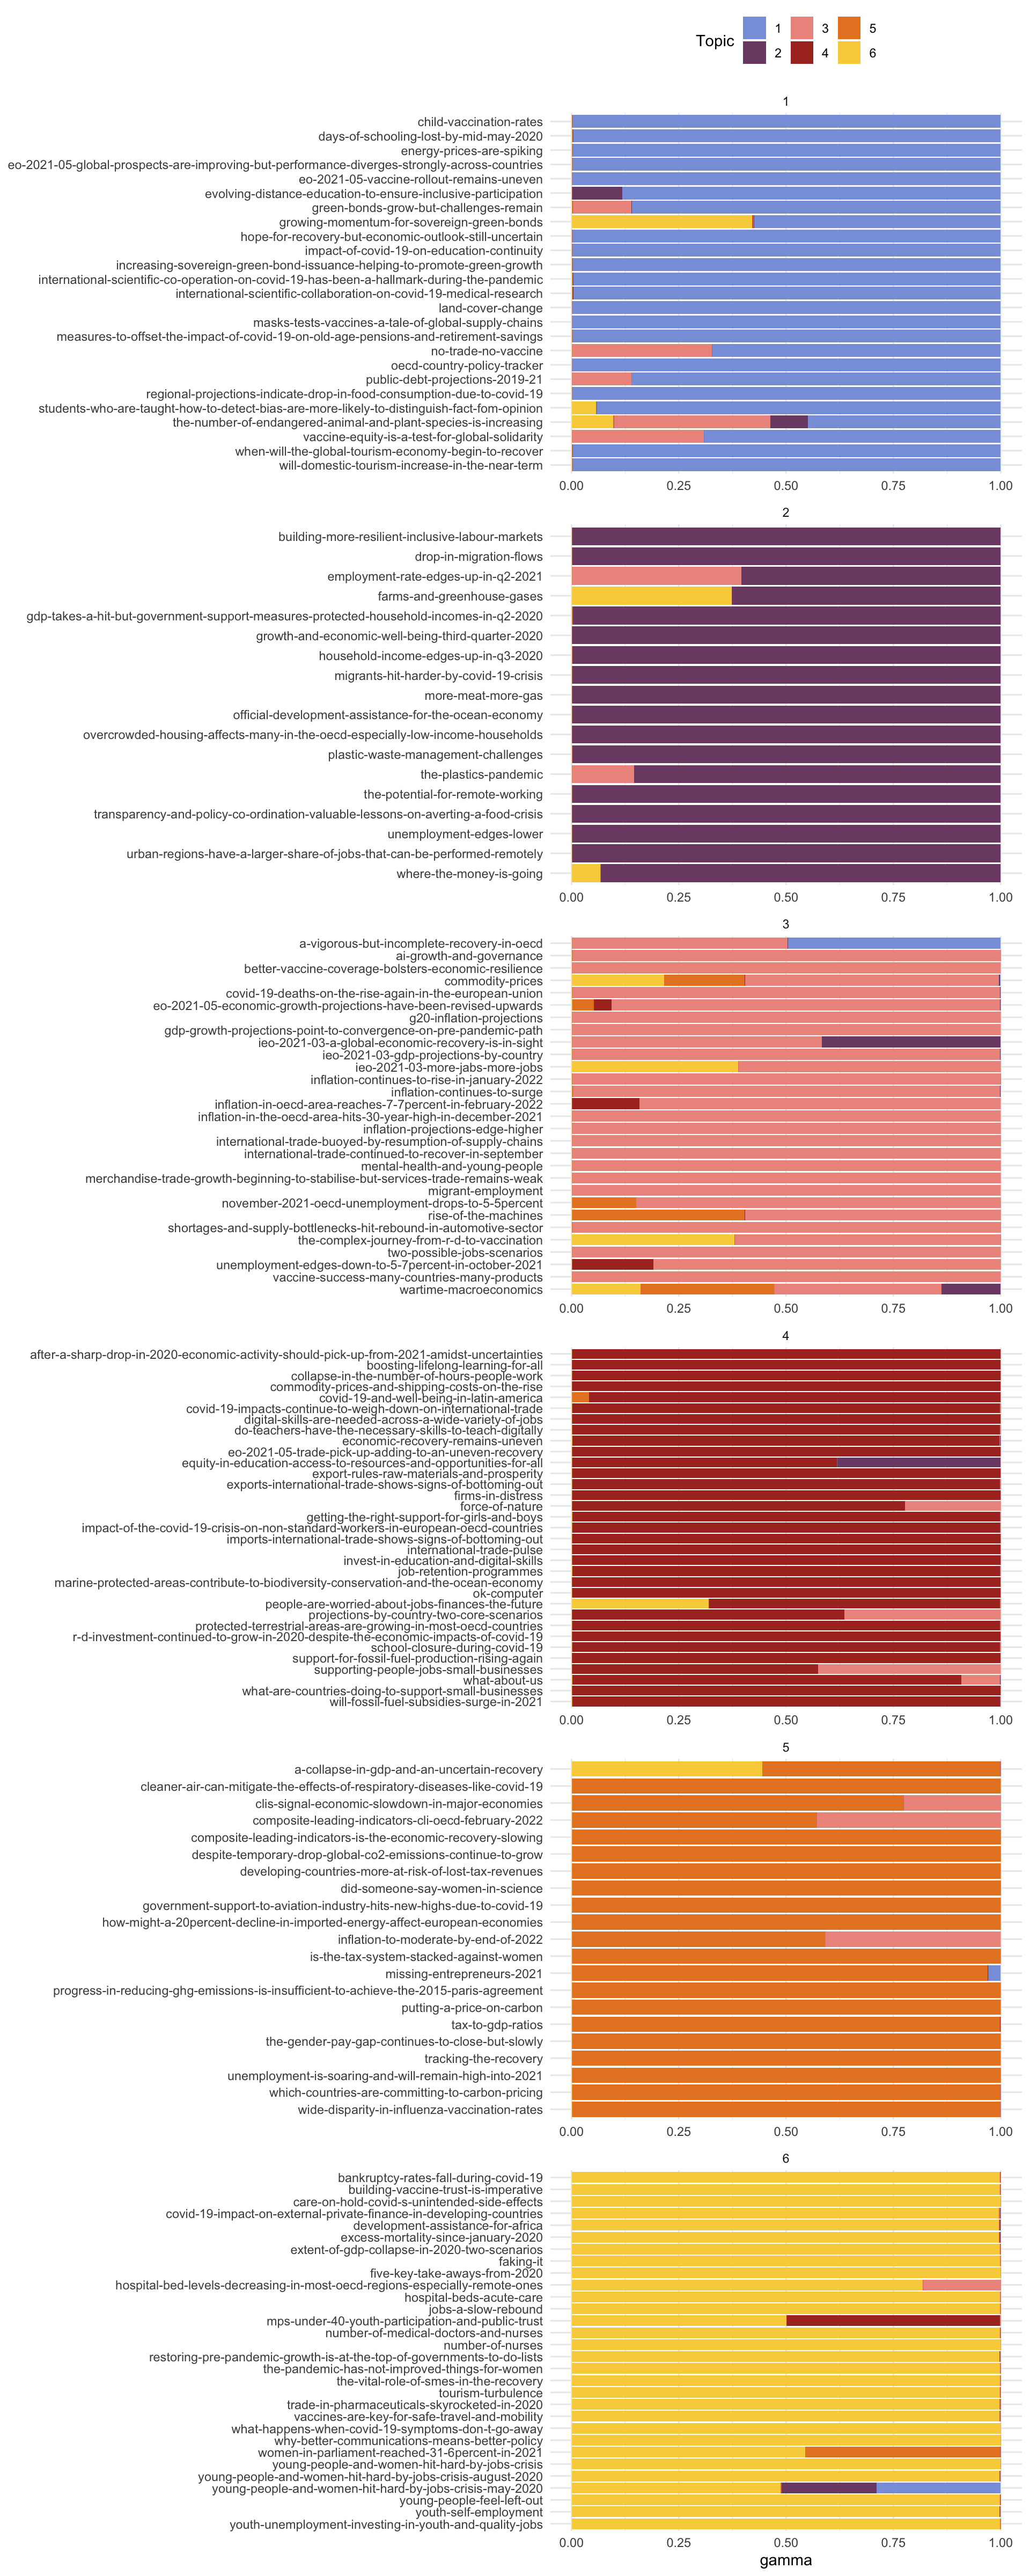 Topic
1 3 5
2 4 6
1
child-vaccination-rates
days-of-schooling-lost-by-mid-may-2020
energy-prices-are-spiking
eo-2021-05-global-prospects-are-improving-but-performance-diverges-strongly-across-countries
eo-2021-05-vaccine-rollout-remains-uneven
evolving-distance-education-to-ensure-inclusive-participation
green-bonds-grow-but-challenges-remain
growing-momentum-for-sovereign-green-bonds
hope-for-recovery-but-economic-outlook-still-uncertain
impact-of-covid-19-on-education-continuity
increasing-sovereign-green-bond-issuance-helping-to-promote-green-growth
international-scientific-co-operation-on-covid-19-has-been-a-hallmark-during-the-pandemic
international-scientific-collaboration-on-covid-19-medical-research
land-cover-change
masks-tests-vaccines-a-tale-of-global-supply-chains
measures-to-offset-the-impact-of-covid-19-on-old-age-pensions-and-retirement-savings
no-trade-no-vaccine
oecd-country-policy-tracker
public-debt-projections-2019-21
regional-projections-indicate-drop-in-food-consumption-due-to-covid-19
students-who-are-taught-how-to-detect-bias-are-more-likely-to-distinguish-fact-fom-opinion
the-number-of-endangered-animal-and-plant-species-is-increasing
vaccine-equity-is-a-test-for-global-solidarity
when-will-the-global-tourism-economy-begin-to-recover
will-domestic-tourism-increase-in-the-near-term
0.00 0.25 0.50 0.75 1.00
2
building-more-resilient-inclusive-labour-markets
drop-in-migration-flows
employment-rate-edges-up-in-q2-2021
farms-and-greenhouse-gases
gdp-takes-a-hit-but-government-support-measures-protected-household-incomes-in-q2-2020
growth-and-economic-well-being-third-quarter-2020
household-income-edges-up-in-q3-2020
migrants-hit-harder-by-covid-19-crisis
more-meat-more-gas
official-development-assistance-for-the-ocean-economy
overcrowded-housing-affects-many-in-the-oecd-especially-low-income-households
plastic-waste-management-challenges
the-plastics-pandemic
the-potential-for-remote-working
transparency-and-policy-co-ordination-valuable-lessons-on-averting-a-food-crisis
unemployment-edges-lower
urban-regions-have-a-larger-share-of-jobs-that-can-be-performed-remotely
where-the-money-is-going
0.00 0.25 0.50 0.75 1.00
3
a-vigorous-but-incomplete-recovery-in-oecd
ai-growth-and-governance
better-vaccine-coverage-bolsters-economic-resilience
commodity-prices
covid-19-deaths-on-the-rise-again-in-the-european-union
eo-2021-05-economic-growth-projections-have-been-revised-upwards
g20-inflation-projections
gdp-growth-projections-point-to-convergence-on-pre-pandemic-path
ieo-2021-03-a-global-economic-recovery-is-in-sight
ieo-2021-03-gdp-projections-by-country
ieo-2021-03-more-jabs-more-jobs
inflation-continues-to-rise-in-january-2022
inflation-continues-to-surge
inflation-in-oecd-area-reaches-7-7percent-in-february-2022
inflation-in-the-oecd-area-hits-30-year-high-in-december-2021
inflation-projections-edge-higher
international-trade-buoyed-by-resumption-of-supply-chains
international-trade-continued-to-recover-in-september
mental-health-and-young-people
merchandise-trade-growth-beginning-to-stabilise-but-services-trade-remains-weak
migrant-employment
november-2021-oecd-unemployment-drops-to-5-5percent
rise-of-the-machines
shortages-and-supply-bottlenecks-hit-rebound-in-automotive-sector
the-complex-journey-from-r-d-to-vaccination
two-possible-jobs-scenarios
unemployment-edges-down-to-5-7percent-in-october-2021
vaccine-success-many-countries-many-products
wartime-macroeconomics
0.00 0.25 0.50 0.75 1.00
4
after-a-sharp-drop-in-2020-economic-activity-should-pick-up-from-2021-amidst-uncertainties
boosting-lifelong-learning-for-all
collapse-in-the-number-of-hours-people-work
commodity-prices-and-shipping-costs-on-the-rise
covid-19-and-well-being-in-latin-america
covid-19-impacts-continue-to-weigh-down-on-international-trade
digital-skills-are-needed-across-a-wide-variety-of-jobs
do-teachers-have-the-necessary-skills-to-teach-digitally
economic-recovery-remains-uneven
eo-2021-05-trade-pick-up-adding-to-an-uneven-recovery
equity-in-education-access-to-resources-and-opportunities-for-all
export-rules-raw-materials-and-prosperity
exports-international-trade-shows-signs-of-bottoming-out
firms-in-distress
force-of-nature
getting-the-right-support-for-girls-and-boys
impact-of-the-covid-19-crisis-on-non-standard-workers-in-european-oecd-countries
imports-international-trade-shows-signs-of-bottoming-out
international-trade-pulse
invest-in-education-and-digital-skills
job-retention-programmes
marine-protected-areas-contribute-to-biodiversity-conservation-and-the-ocean-economy
ok-computer
people-are-worried-about-jobs-finances-the-future
projections-by-country-two-core-scenarios
protected-terrestrial-areas-are-growing-in-most-oecd-countries
r-d-investment-continued-to-grow-in-2020-despite-the-economic-impacts-of-covid-19
school-closure-during-covid-19
support-for-fossil-fuel-production-rising-again
supporting-people-jobs-small-businesses
what-about-us
what-are-countries-doing-to-support-small-businesses
will-fossil-fuel-subsidies-surge-in-2021
0.00 0.25 0.50 0.75 1.00
5
a-collapse-in-gdp-and-an-uncertain-recovery
cleaner-air-can-mitigate-the-effects-of-respiratory-diseases-like-covid-19
clis-signal-economic-slowdown-in-major-economies
composite-leading-indicators-cli-oecd-february-2022
composite-leading-indicators-is-the-economic-recovery-slowing
despite-temporary-drop-global-co2-emissions-continue-to-grow
developing-countries-more-at-risk-of-lost-tax-revenues
did-someone-say-women-in-science
government-support-to-aviation-industry-hits-new-highs-due-to-covid-19
how-might-a-20percent-decline-in-imported-energy-affect-european-economies
inflation-to-moderate-by-end-of-2022
is-the-tax-system-stacked-against-women
missing-entrepreneurs-2021
progress-in-reducing-ghg-emissions-is-insufficient-to-achieve-the-2015-paris-agreement
putting-a-price-on-carbon
tax-to-gdp-ratios
the-gender-pay-gap-continues-to-close-but-slowly
tracking-the-recovery
unemployment-is-soaring-and-will-remain-high-into-2021
which-countries-are-committing-to-carbon-pricing
wide-disparity-in-influenza-vaccination-rates
0.00 0.25 0.50 0.75 1.00
6
bankruptcy-rates-fall-during-covid-19
building-vaccine-trust-is-imperative
care-on-hold-covid-s-unintended-side-effects
covid-19-impact-on-external-private-finance-in-developing-countries
development-assistance-for-africa
excess-mortality-since-january-2020
extent-of-gdp-collapse-in-2020-two-scenarios
faking-it
five-key-take-aways-from-2020
hospital-bed-levels-decreasing-in-most-oecd-regions-especially-remote-ones
hospital-beds-acute-care
jobs-a-slow-rebound
mps-under-40-youth-participation-and-public-trust
number-of-medical-doctors-and-nurses
number-of-nurses
restoring-pre-pandemic-growth-is-at-the-top-of-governments-to-do-lists
the-pandemic-has-not-improved-things-for-women
the-vital-role-of-smes-in-the-recovery
tourism-turbulence
trade-in-pharmaceuticals-skyrocketed-in-2020
vaccines-are-key-for-safe-travel-and-mobility
what-happens-when-covid-19-symptoms-don-t-go-away
why-better-communications-means-better-policy
women-in-parliament-reached-31-6percent-in-2021
young-people-and-women-hit-hard-by-jobs-crisis
young-people-and-women-hit-hard-by-jobs-crisis-august-2020
young-people-and-women-hit-hard-by-jobs-crisis-may-2020
young-people-feel-left-out
youth-self-employment
youth-unemployment-investing-in-youth-and-quality-jobs
0.00 0.25 0.50 0.75 1.00
gamma